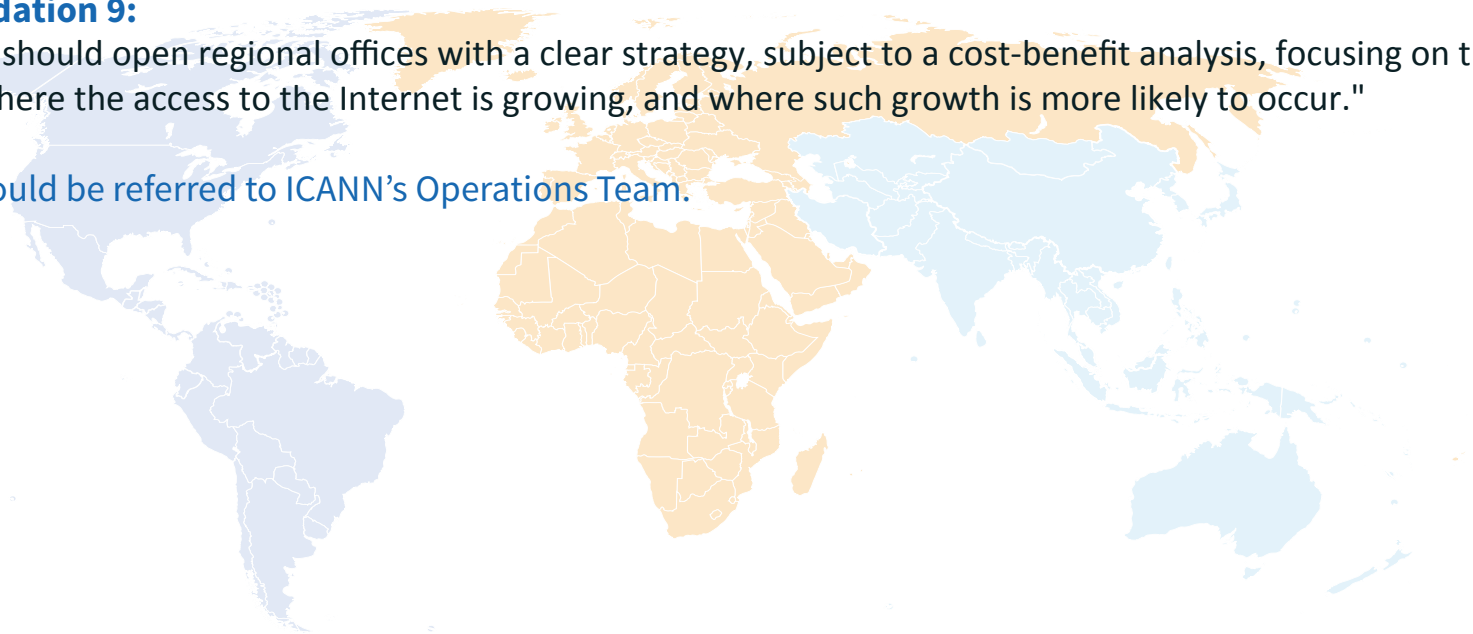 dation 9:
should open regional offices with a clear strategy, subject to a cost-benefit analysis, focusing on t
here the access to the Internet is growing, and where such growth is more likely to occur."
ould be referred to ICANN’s Operations Team.